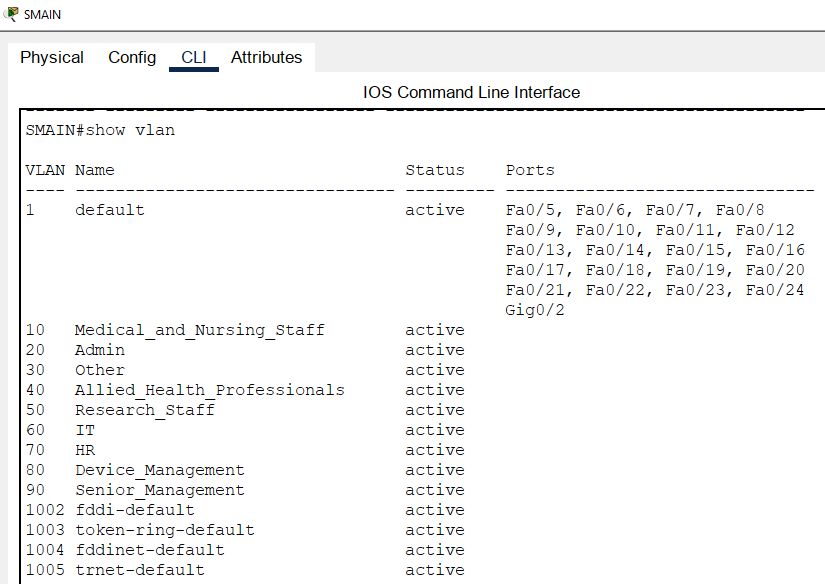 SMAIN
Physical Config CLI Attributes
IOS Command Line Interface
SMAIN#show vlan
VLAN Name Status Ports
---- -------------------------------- --------- -------------------------------
1 default active Fa0/5, Fa0/6, Fa0/7, Fa0/8
Fa0/9, Fa0/10, Fa0/11, Fa0/12
Fa0/13, Fa0/14, Fa0/15, Fa0/16
Fa0/17, Fa0/18, Fa0/19, Fa0/20
Fa0/21, Fa0/22, Fa0/23, Fa0/24
Gig0/2
10 Medical_and_Nursing_Staff active
20 Admin active
30 Other active
40 Allied_Health_Professionals active
50 Research_Staff active
60 IT active
70 HR active
80 Device_Management active
90 Senior_Management active
1002 fddi-default active
1003 token-ring-default active
1004 fddinet-default active
1005 trnet-default active